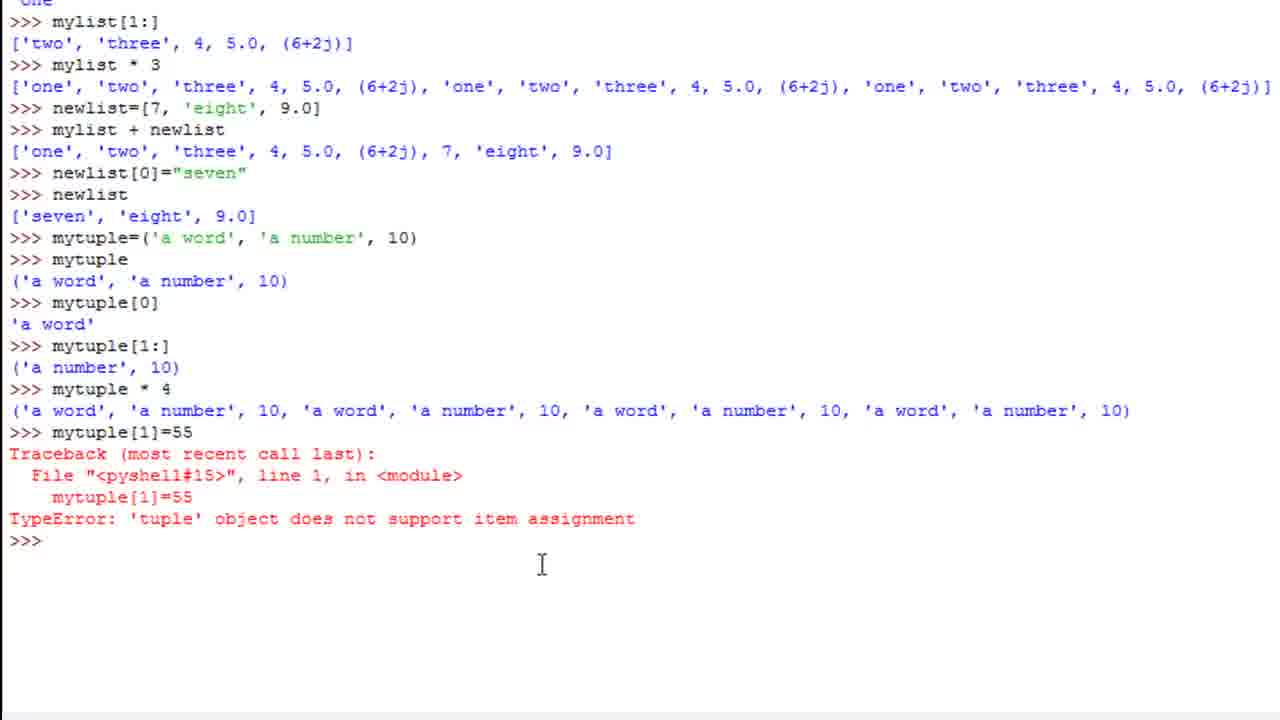 'one'
>>> mylist[1:]
['two', 'three', 4, 5.0, (6+2j)]
>>> mylist * 3
['one', 'two', 'three', 4, 5.0, (6+2j), 'one', 'two', 'three', 4, 5.0, (6+2j), 'one', 'two', 'three', 4, 5.0, (6+2j)]
>>> newlist=[7, 'eight', 9.0]
>>> mylist + newlist
['one', 'two', 'three', 4, 5.0, (6+2j), 7, 'eight', 9.0]
>>> newlist[0]="seven"
>>> newlist
['seven', 'eight', 9.0]
>>> mytuple=('a word', 'a number', 10)
>>> mytuple
('a word', 'a number', 10)
>>> mytuple[0]
'a word'
>>> mytuple[1:]
('a number', 10)
>>> mytuple * 4
('a word', 'a number', 10, 'a word', 'a number', 10, 'a word', 'a number', 10, 'a word', 'a number', 10)
>>> mytuple[1]=55
Traceback (most recent call last):
  File "<pyshell#15>", line 1, in <module>
    mytuple[1]=55
TypeError: 'tuple' object does not support item assignment
>>>